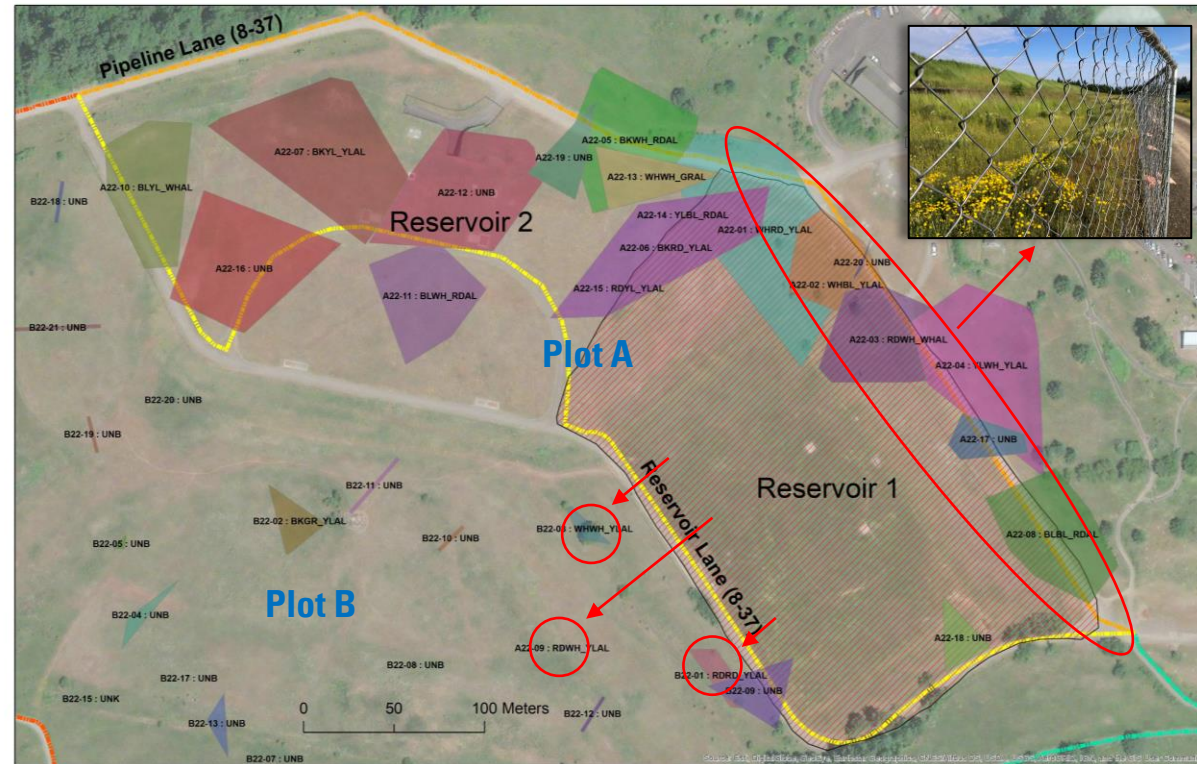 Pipeline Lane (8-37)
A22-07 : BKYL_YLAL
A22-05 : BKWH_RDAL
A22-19 : UNB
A22-10 : BLYL_WHAL
A22-13 : WHWH_GRAL
A22-12 : UNB
B22-18 : UNB
Reservoir 2
A22-14 : YLBL_RDAL
A22-01 : WHRD_YLAL
A22-06 : BKRD_YLAL
A22-20 : UNB
A22-16 : UNB
A22-02 : WHBL_YLAL
A22-15 : RDYL_YLAL
A22-11 : BLWH_RDAL
B22-21 : UNB
A22-03 : RDWH_WHAL
Plot A
A22-04 : YLWH_YLAL
B22-20 : UNB
B22-19 : UNB
A22-17 : UNB
Reservoir Lane (8-37)
Reservoir 1
B22-11 : UNB
B22-02 : BKGR_YLAL
B22-03 : WHWH_YLAL
A22-08 : BLBL_RDAL
B22-05 : UNB
B22-10 : UNB
Plot B
B22-04 : UNB
A22-18 : UNB
A22-09 : RDWH_YLAL
B22-08 : UNB
B22-01 : RDRD_YLAL
B22-17 : UNB
B22-09 : UNB
B22-15 : UNK
0 50 100 Meters
B22-12 : UNB
B22-13 : UNB
B22-07 : UNB